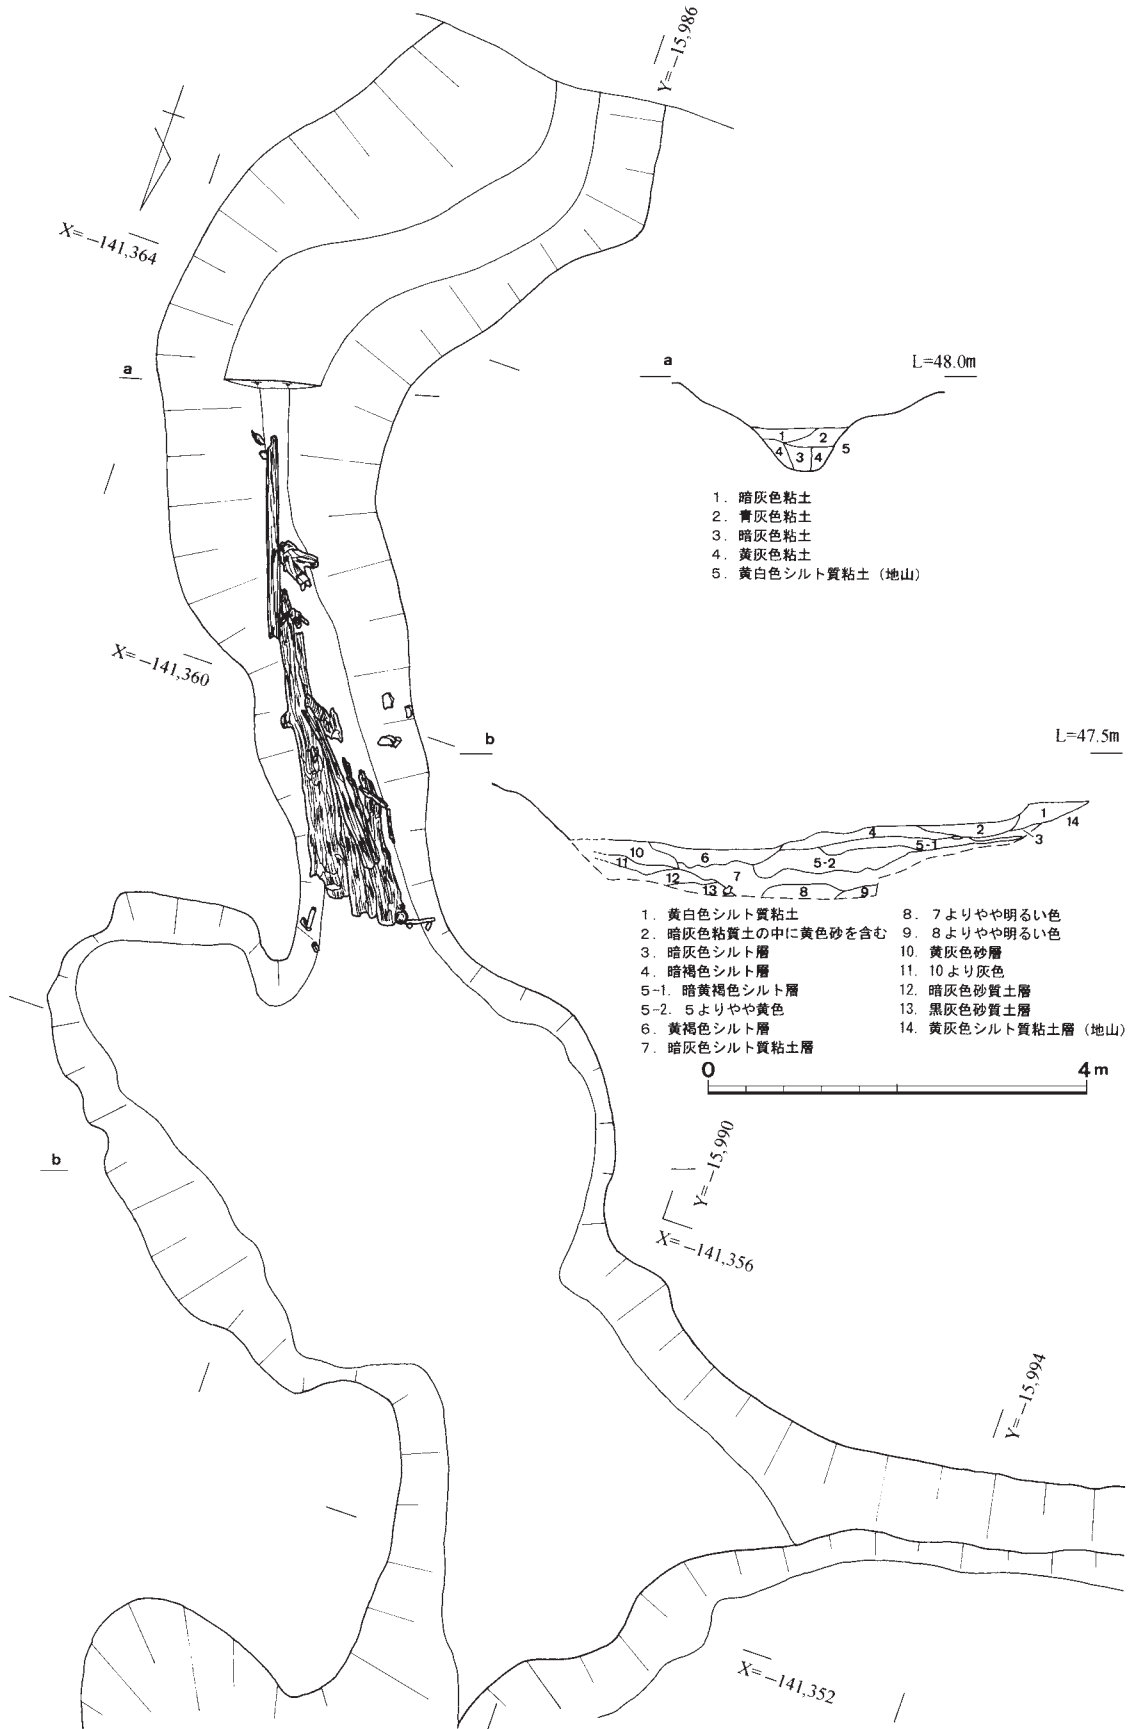 Y=-15,986
X=-141,364
a
a
L=48.0m
1
2
4
3
4
5
1. 暗灰色粘土
2. 青灰色粘土
3. 暗灰色粘土
4. 黄灰色粘土
5. 黄白色シルト質粘土（地山）
X=-141,360
b
L=47.5m
1
14
4
2
3
5-1
10
6
5-2
11
12
7
13
8
9
1. 黄白色シルト質粘土
2. 暗灰色粘質土の中に黄色砂を含む
3. 暗灰色シルト層
4. 暗褐色シルト層
5-1. 暗黄褐色シルト層
5-2. 5よりやや黄色
6. 黄褐色シルト層
7. 暗灰色シルト質粘土層
8. 7よりやや明るい色
9. 8よりやや明るい色
10. 黄灰色砂層
11. 10より灰色
12. 暗灰色砂質土層
13. 黒灰色砂質土層
14. 黄灰色シルト質粘土層（地山）
0 4m
b
Y=-15,990
X=-141,356
Y=-15,994
X=-141,352